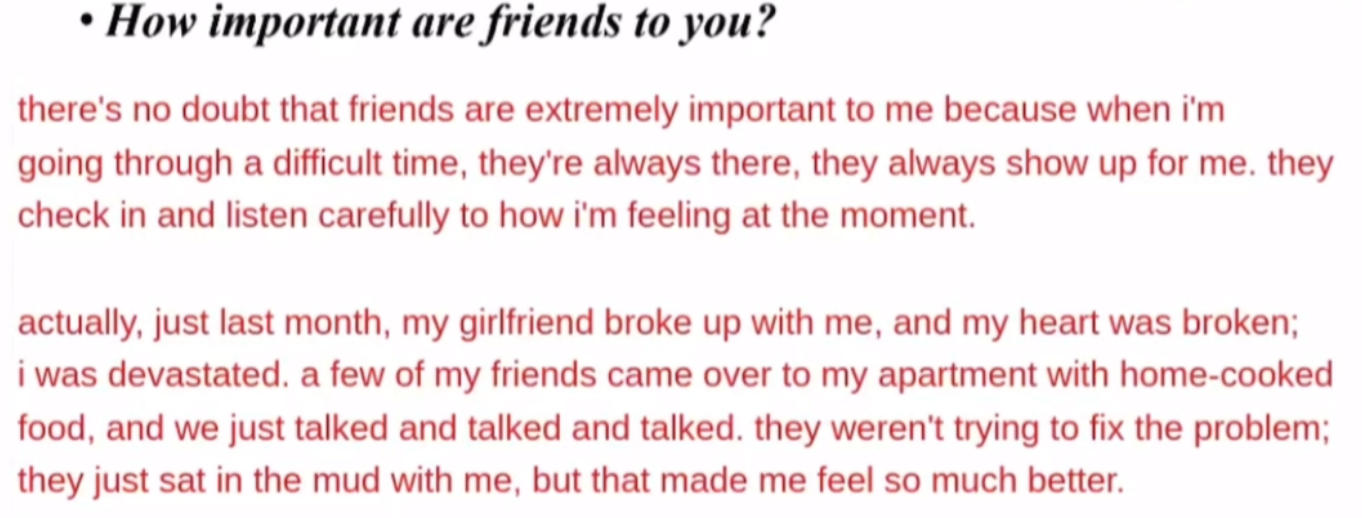 • How important are friends to you?
there's no doubt that friends are extremely important to me because when i'm
going through a difficult time, they're always there, they always show up for me. they
check in and listen carefully to how i'm feeling at the moment.
actually, just last month, my girlfriend broke up with me, and my heart was broken;
i was devastated. a few of my friends came over to my apartment with home-cooked
food, and we just talked and talked and talked. they weren't trying to fix the problem;
they just sat in the mud with me, but that made me feel so much better.